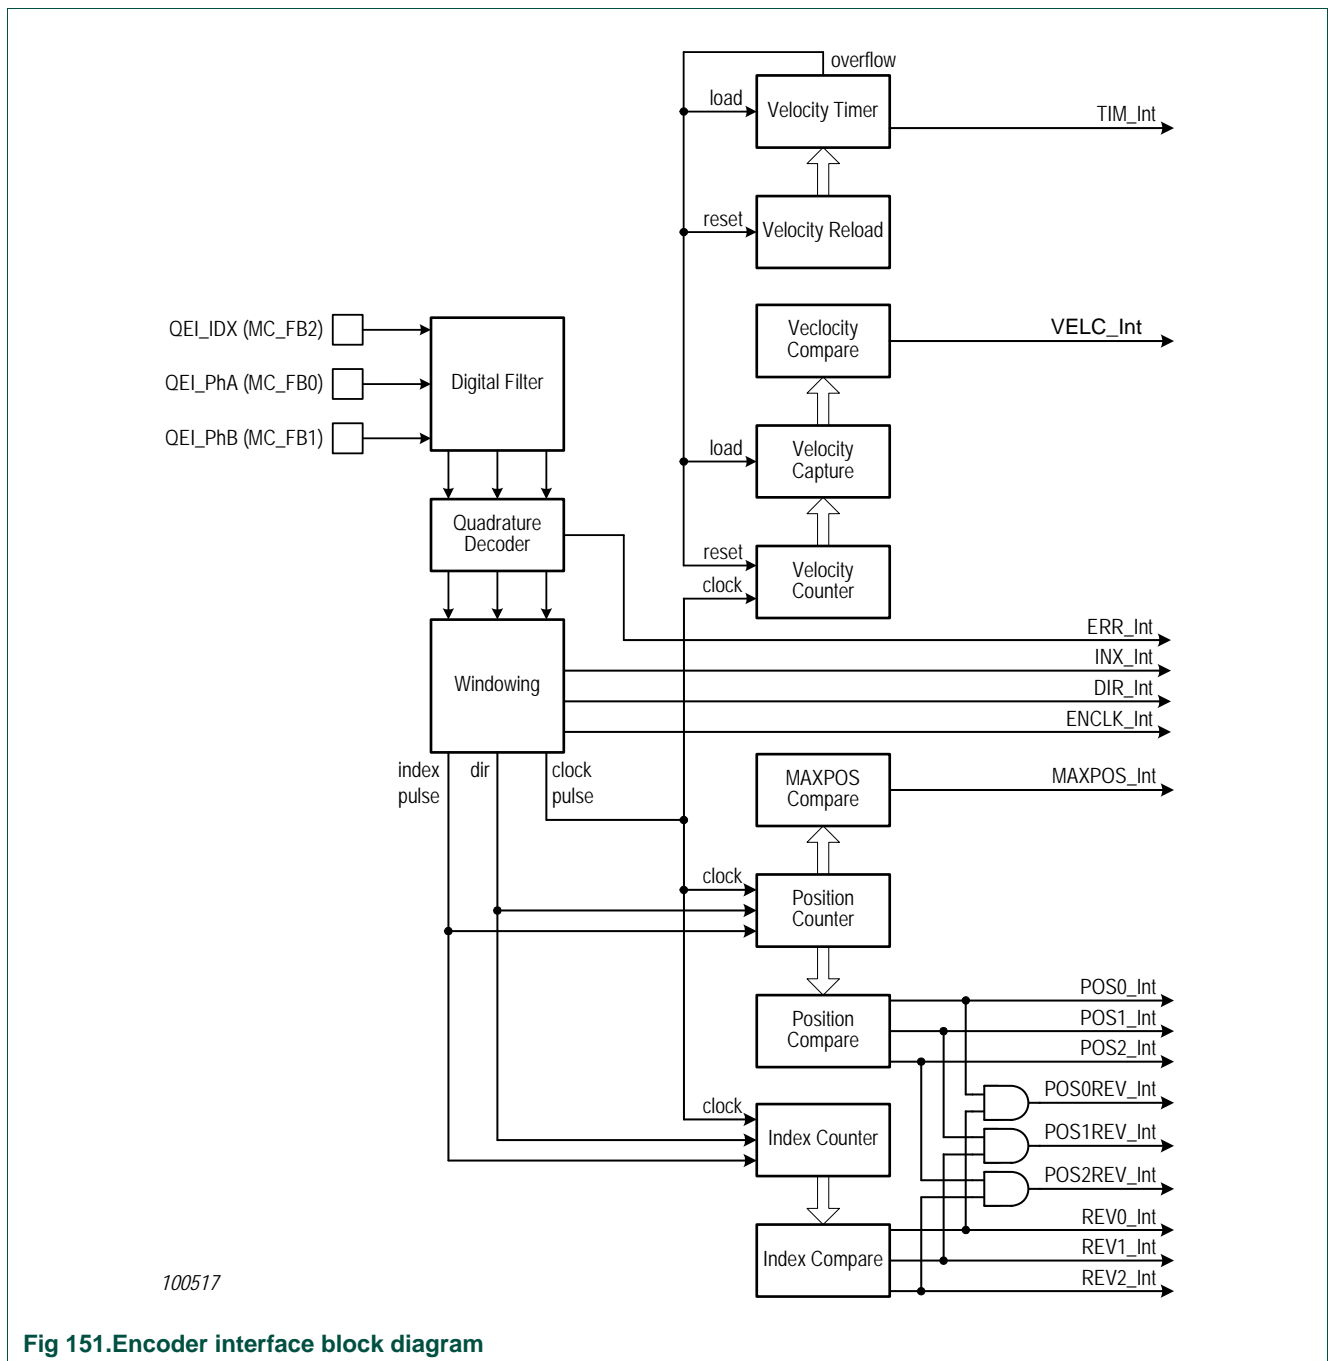 overflow
load
Velocity Timer
TIM_Int
reset
Velocity Reload
QEI_IDX (MC_FB2)
QEI_PhA (MC_FB0)
QEI_PhB (MC_FB1)
Digital Filter
Veclocity
Compare
VELC_Int
load
Velocity
Capture
Quadrature
Decoder
reset
clock
Velocity
Counter
ERR_Int
INX_Int
DIR_Int
ENCLK_Int
Windowing
index
pulse
dir
clock
pulse
MAXPOS
Compare
MAXPOS_Int
clock
Position
Counter
Position
Compare
POS0_Int
POS1_Int
POS2_Int
POS0REV_Int
POS1REV_Int
POS2REV_Int
clock
Index Counter
Index Compare
REV0_Int
REV1_Int
REV2_Int
100517
Fig 151.Encoder interface block diagram